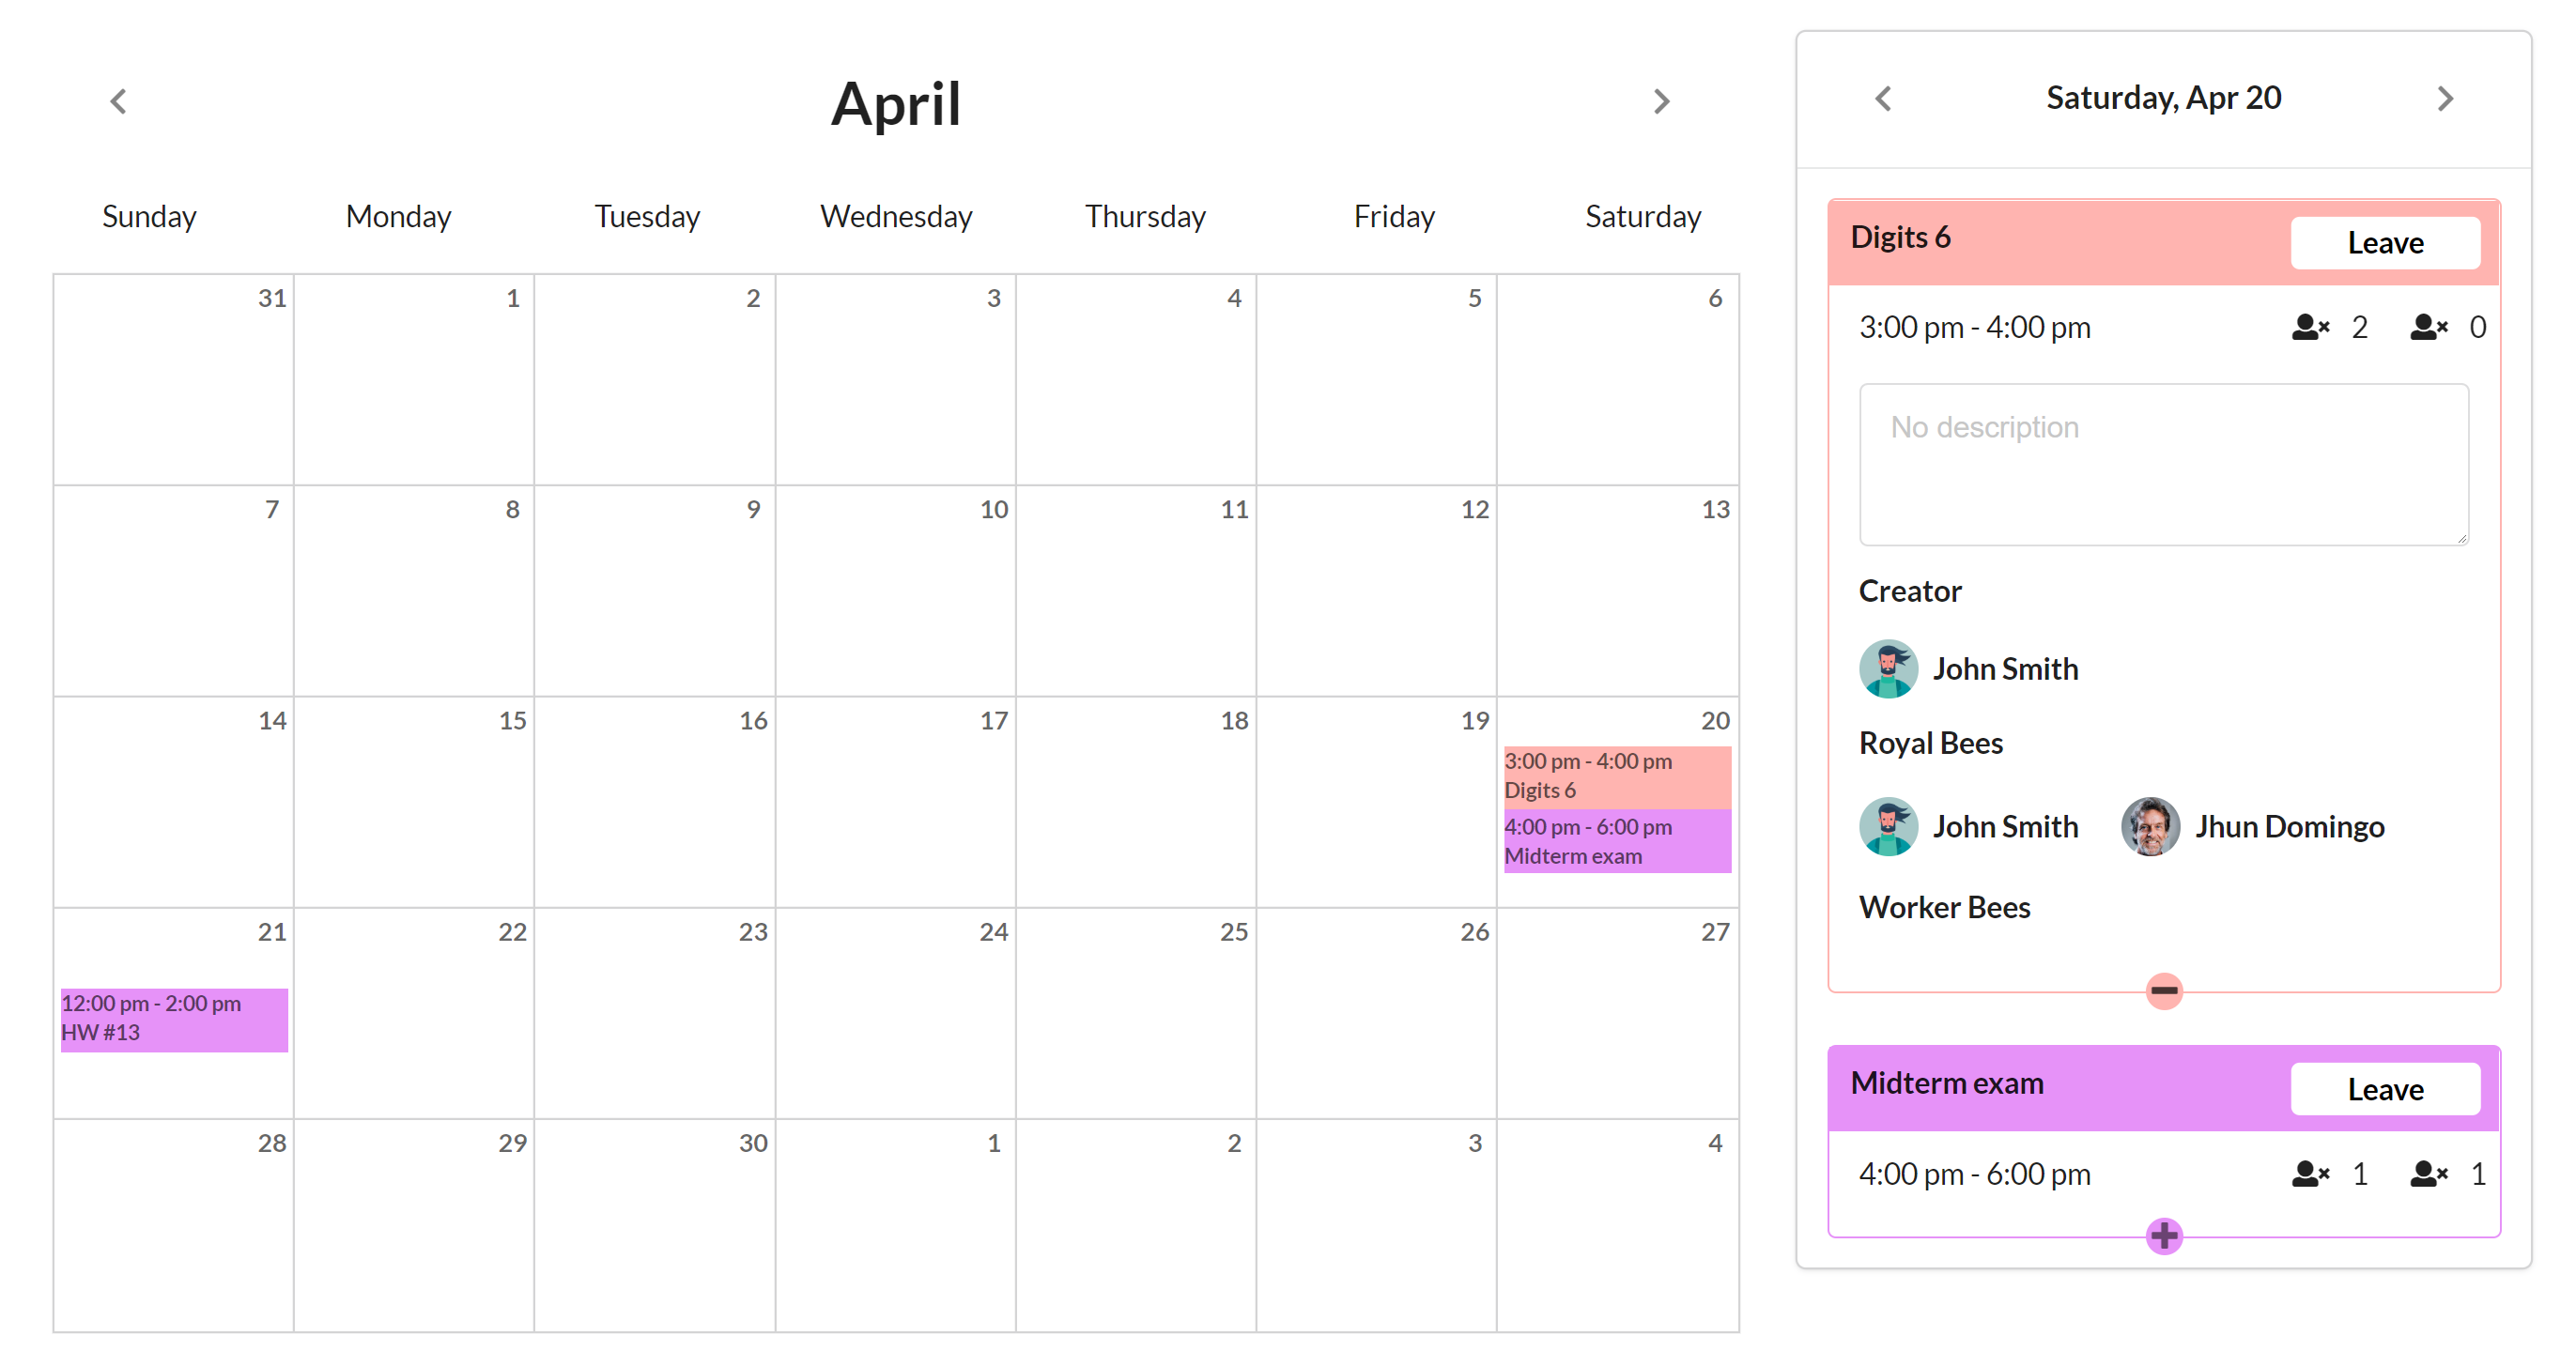 April
Sunday Monday Tuesday Wednesday Thursday Friday Saturday
31 1 2 3 4 5 6
7 8 9 10 11 12 13
14 15 16 17 18 19 20
3:00 pm - 4:00 pm
Digits 6
4:00 pm - 6:00 pm
Midterm exam
21 22 23 24 25 26 27
12:00 pm - 2:00 pm
HW #13
28 29 30 1 2 3 4
Saturday, Apr 20
Digits 6 Leave
3:00 pm - 4:00 pm 2 0
No description
Creator
John Smith
Royal Bees
John Smith Jhun Domingo
Worker Bees
Midterm exam Leave
4:00 pm - 6:00 pm 1 1